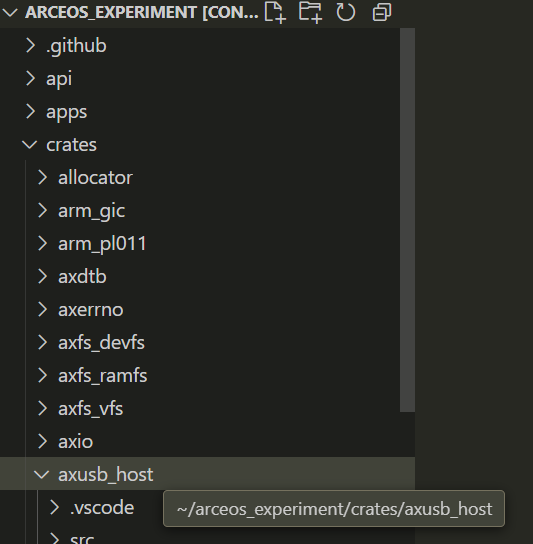 ARCEOS_EXPERIMENT [CON...
.github
api
apps
crates
allocator
arm_gic
arm_pl011
axdtb
axerrno
axfs_devfs
axfs_ramfs
axfs_vfs
axio
axusb_host
.vscode
~/arceos_experiment/crates/axusb_host
src